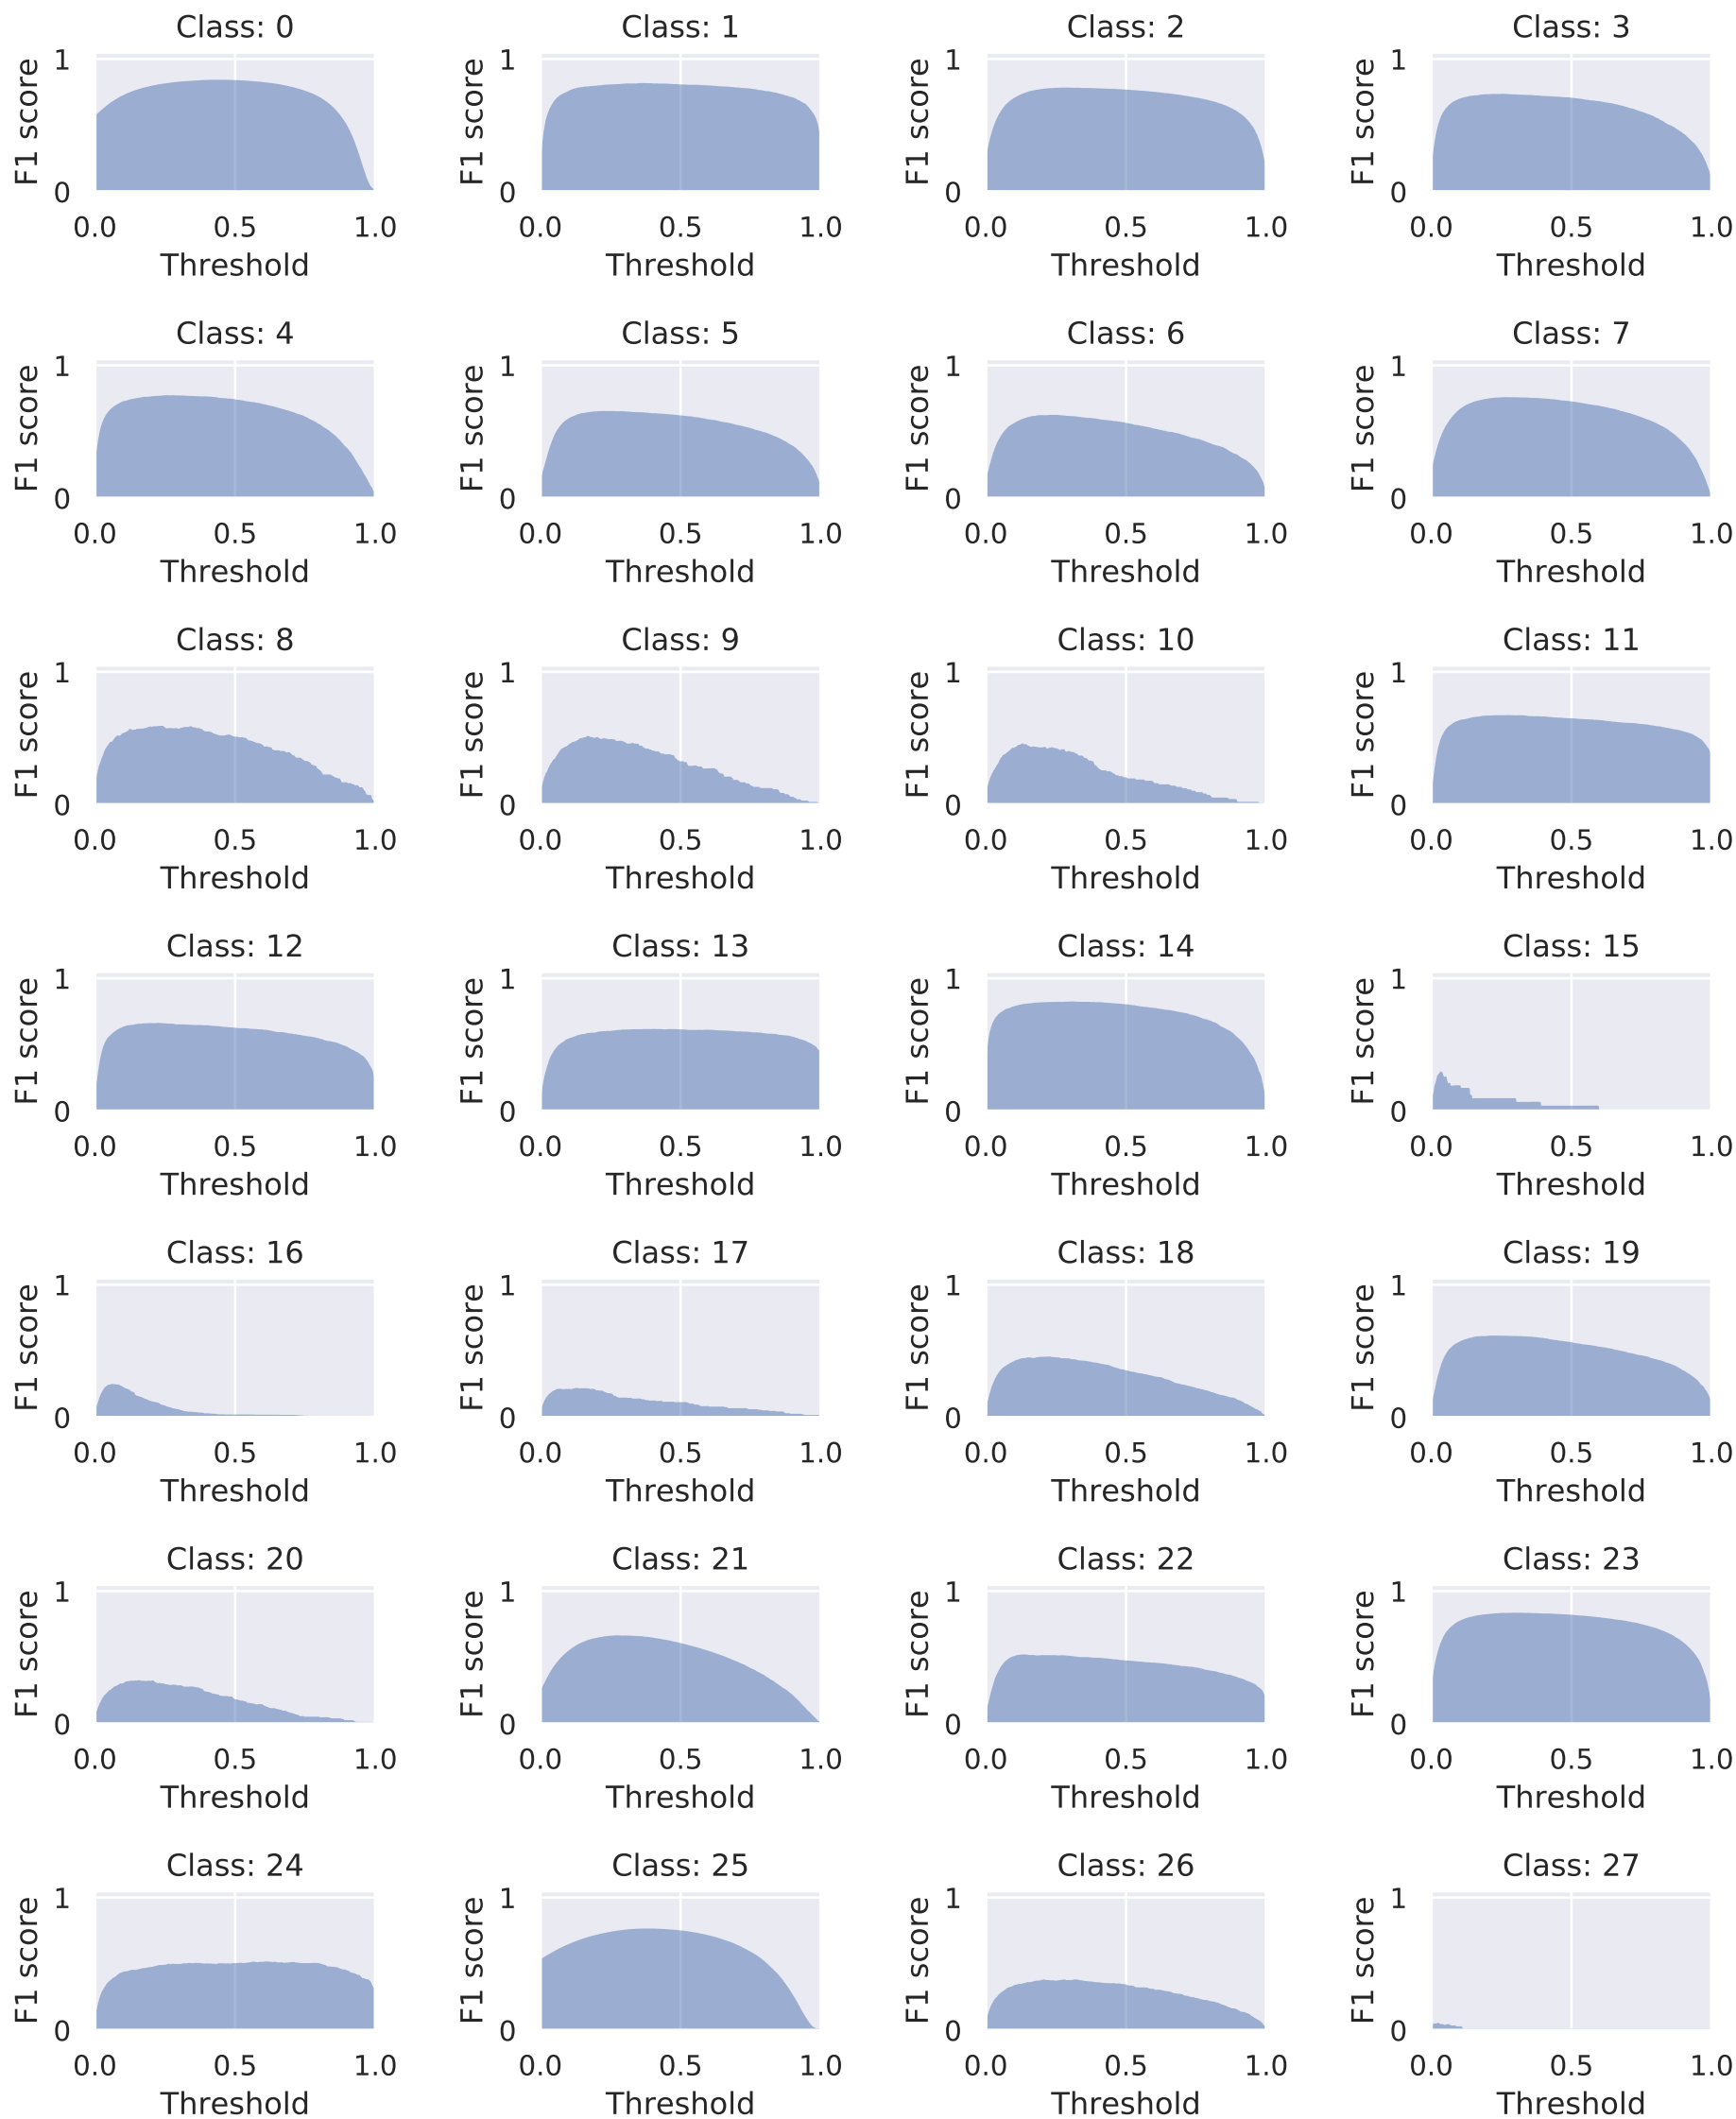 Class: 0 Class: 1 Class: 2 Class: 3
1 1 1 1
F1 score F1 score F1 score F1 score
0 0 0 0
0.0 0.5 1.0 0.0 0.5 1.0 0.0 0.5 1.0 0.0 0.5 1.0
Threshold Threshold Threshold Threshold
Class: 4 Class: 5 Class: 6 Class: 7
1 1 1 1
F1 score F1 score F1 score F1 score
0 0 0 0
0.0 0.5 1.0 0.0 0.5 1.0 0.0 0.5 1.0 0.0 0.5 1.0
Threshold Threshold Threshold Threshold
Class: 8 Class: 9 Class: 10 Class: 11
1 1 1 1
F1 score F1 score F1 score F1 score
0 0 0 0
0.0 0.5 1.0 0.0 0.5 1.0 0.0 0.5 1.0 0.0 0.5 1.0
Threshold Threshold Threshold Threshold
Class: 12 Class: 13 Class: 14 Class: 15
1 1 1 1
F1 score F1 score F1 score F1 score
0 0 0 0
0.0 0.5 1.0 0.0 0.5 1.0 0.0 0.5 1.0 0.0 0.5 1.0
Threshold Threshold Threshold Threshold
Class: 16 Class: 17 Class: 18 Class: 19
1 1 1 1
F1 score F1 score F1 score F1 score
0 0 0 0
0.0 0.5 1.0 0.0 0.5 1.0 0.0 0.5 1.0 0.0 0.5 1.0
Threshold Threshold Threshold Threshold
Class: 20 Class: 21 Class: 22 Class: 23
1 1 1 1
F1 score F1 score F1 score F1 score
0 0 0 0
0.0 0.5 1.0 0.0 0.5 1.0 0.0 0.5 1.0 0.0 0.5 1.0
Threshold Threshold Threshold Threshold
Class: 24 Class: 25 Class: 26 Class: 27
1 1 1 1
F1 score F1 score F1 score F1 score
0 0 0 0
0.0 0.5 1.0 0.0 0.5 1.0 0.0 0.5 1.0 0.0 0.5 1.0
Threshold Threshold Threshold Threshold